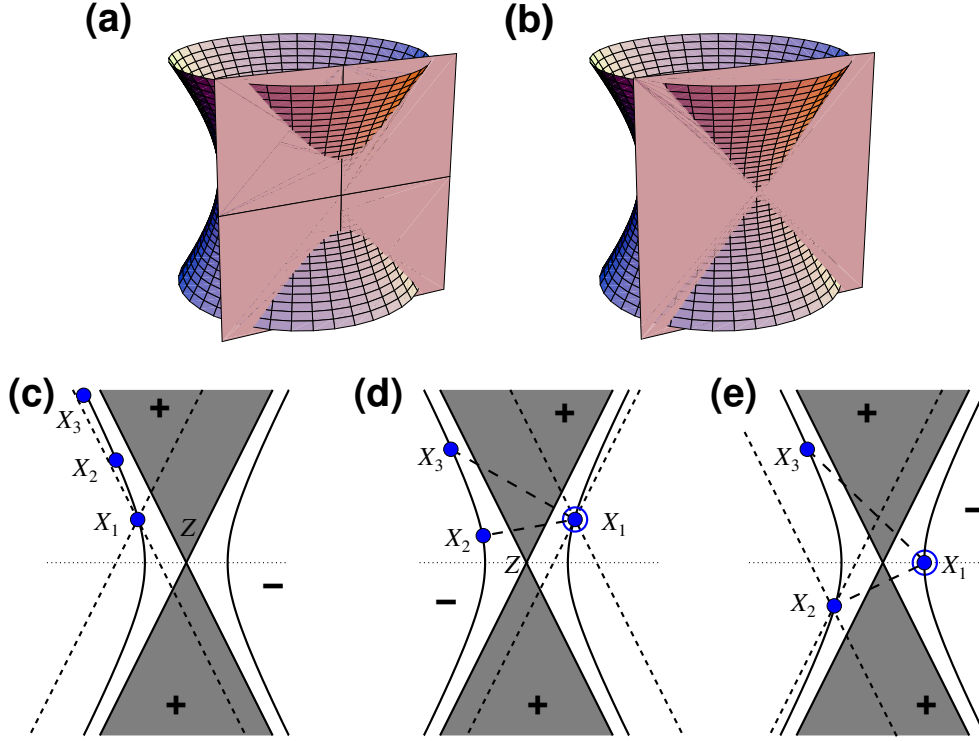 (a)
(b)
(c)
+
X3
X2
X1
Z
−
+
(d)
+
X3
X2
X1
Z
−
+
(e)
+
X3
−
X1
X2
+